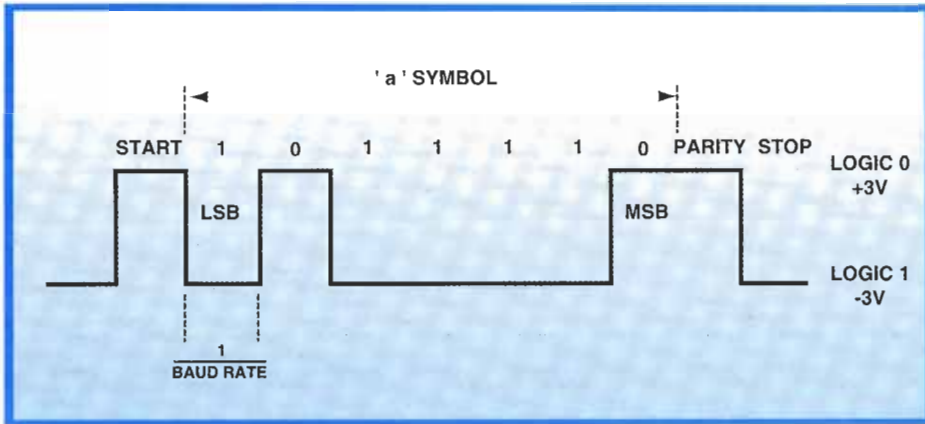 ' a ' SYMBOL
START 1 0 1 1 1 1 0 PARITY STOP
LOGIC 0
+3V
LSB
MSB
LOGIC 1
-3V
1
BAUD RATE